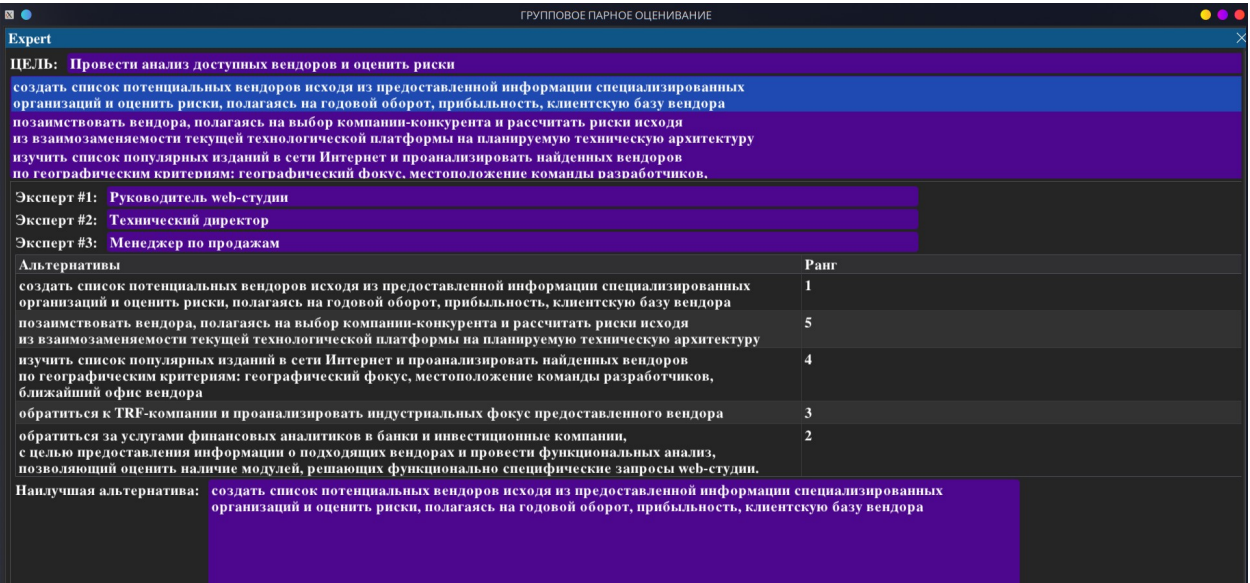 ГРУППОВОЕ ПАРНОЕ ОЦЕНИВАНИЕ
Expert
ЦЕЛЬ: Провести анализ доступных вендоров и оценить риски
создать список потенциальных вендоров исходя из предоставленной информации специализированных
организаций и оценить риски, полагаясь на годовой оборот, прибыльность, клиентскую базу вендора
позаимствовать вендора, полагаясь на выбор компании-конкурента и рассчитать риски исходя
из взаимозаменяемости текущей технологической платформы на планируемую техническую архитектуру
изучить список популярных изданий в сети Интернет и проанализировать найденных вендоров
по географическим критериям: географический фокус, местоположение команды разработчиков,
Эксперт #1: Руководитель web-студии
Эксперт #2: Технический директор
Эксперт #3: Менеджер по продажам
Альтернативы Ранг
создать список потенциальных вендоров исходя из предоставленной информации специализированных 1
организаций и оценить риски, полагаясь на годовой оборот, прибыльность, клиентскую базу вендора
позаимствовать вендора, полагаясь на выбор компании-конкурента и рассчитать риски исходя 5
из взаимозаменяемости текущей технологической платформы на планируемую техническую архитектуру
изучить список популярных изданий в сети Интернет и проанализировать найденных вендоров 4
по географическим критериям: географический фокус, местоположение команды разработчиков,
ближайший офис вендора
обратиться к TRF-компании и проанализировать индустриальных фокус предоставленного вендора 3
обратиться за услугами финансовых аналитиков в банки и инвестиционные компании, 2
с целью предоставления информации о подходящих вендорах и провести функциональных анализ,
позволяющий оценить наличие модулей, решающих функционально специфические запросы web-студии.
Наилучшая альтернатива: создать список потенциальных вендоров исходя из предоставленной информации специализированных
организаций и оценить риски, полагаясь на годовой оборот, прибыльность, клиентскую базу вендора